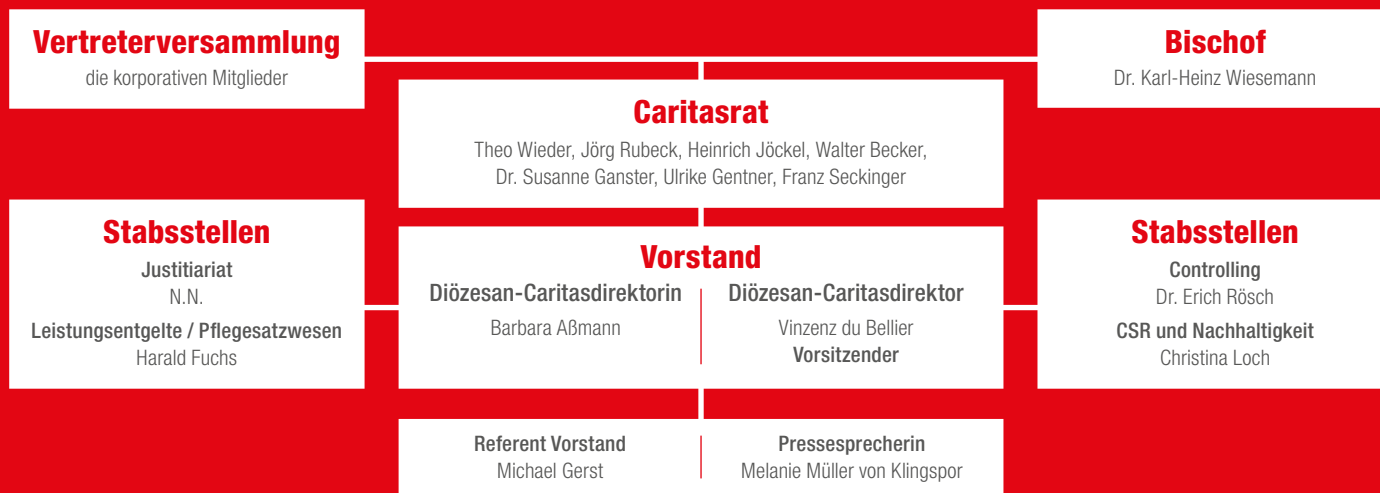 Vertreterversammlung
die korporativen Mitglieder
Bischof
Dr. Karl-Heinz Wiesemann
Caritasrat
Theo Wieder, Jörg Rubeck, Heinrich Jöckel, Walter Becker,
Dr. Susanne Ganster, Ulrike Gentner, Franz Seckinger
Stabsstellen
Justitiariat
N.N.
Leistungsentgelte / Pflegesatzwesen
Harald Fuchs
Vorstand
Diözesan-Caritasdirektorin
Barbara Aßmann
Diözesan-Caritasdirektor
Vinzenz du Bellier
Vorsitzender
Stabsstellen
Controlling
Dr. Erich Rösch
CSR und Nachhaltigkeit
Christina Loch
Referent Vorstand
Michael Gerst
Pressesprecherin
Melanie Müller von Klingspor